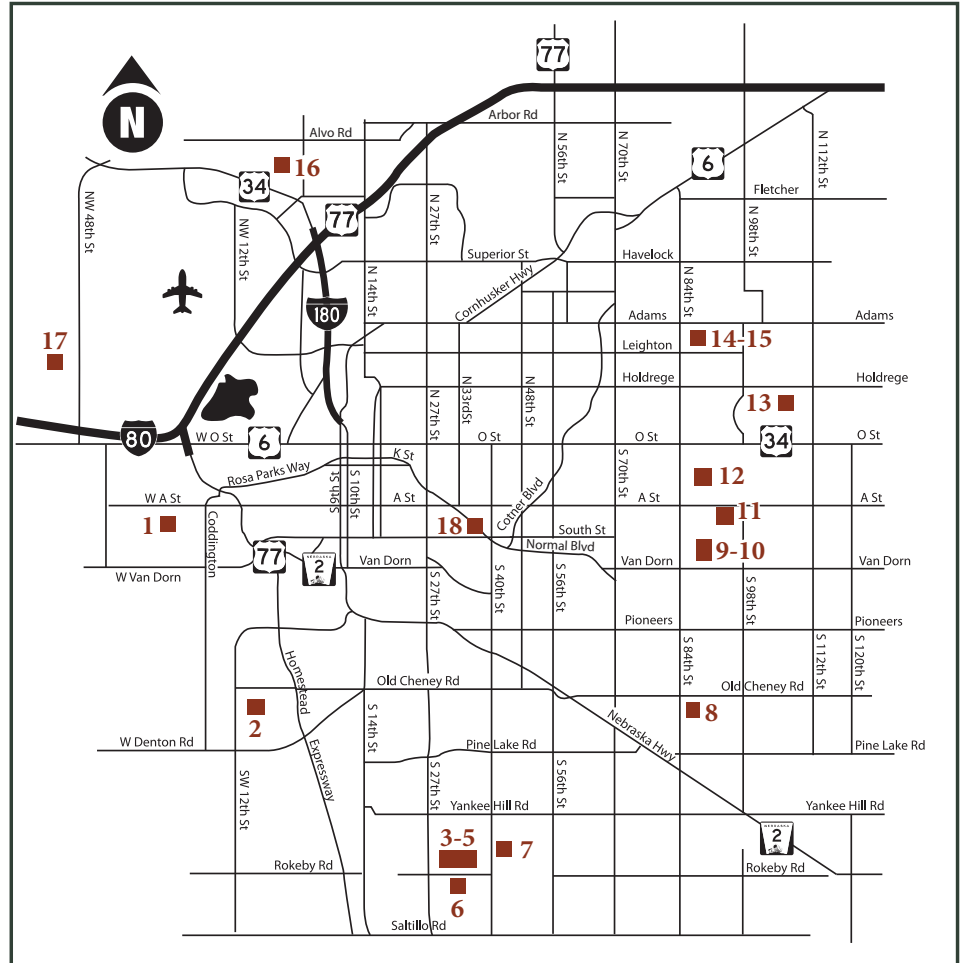 77
N
Arbor Rd
Alvo Rd
16
34
77
6
N 56th St
N 70th St
N 112th St
Fletcher
NW 48th St
NW 12th St
N 27th St
N 98th St
Superior St
Havelock
N 14th St
Cornhusker Hwy
N 84th St
180
Adams
Adams
17
14-15
Leighton
Holdrege
Holdrege
N 27th St
N 33rdSt
N 48th St
13
80
W O St
6
O St
O St
34
O St
K St
Rosa Parks Way
S 9th St
S 10th St
S 70th St
12
Cotner Blvd
W A St
A St
A St
A St
1
Coddington
18
11
South St
Normal Blvd
9-10
77
NEBRASKA
2
Van Dorn
Van Dorn
Van Dorn
W Van Dorn
S 27th St
S 40th St
S 56th St
S 98th St
Pioneers
Pioneers
S 84th St
S 112th St
S 120th St
Homestead
Expressway
Old Cheney Rd
Old Cheney Rd
2
8
S 14th St
Nebraska Hwy
W Denton Rd
Pine Lake Rd
Pine Lake Rd
SW 12th St
S 27th St
S 56th St
Yankee Hill Rd
Yankee Hill Rd
3-5
7
NEBRASKA
2
Rokeby Rd
Rokeby Rd
6
Saltillo Rd